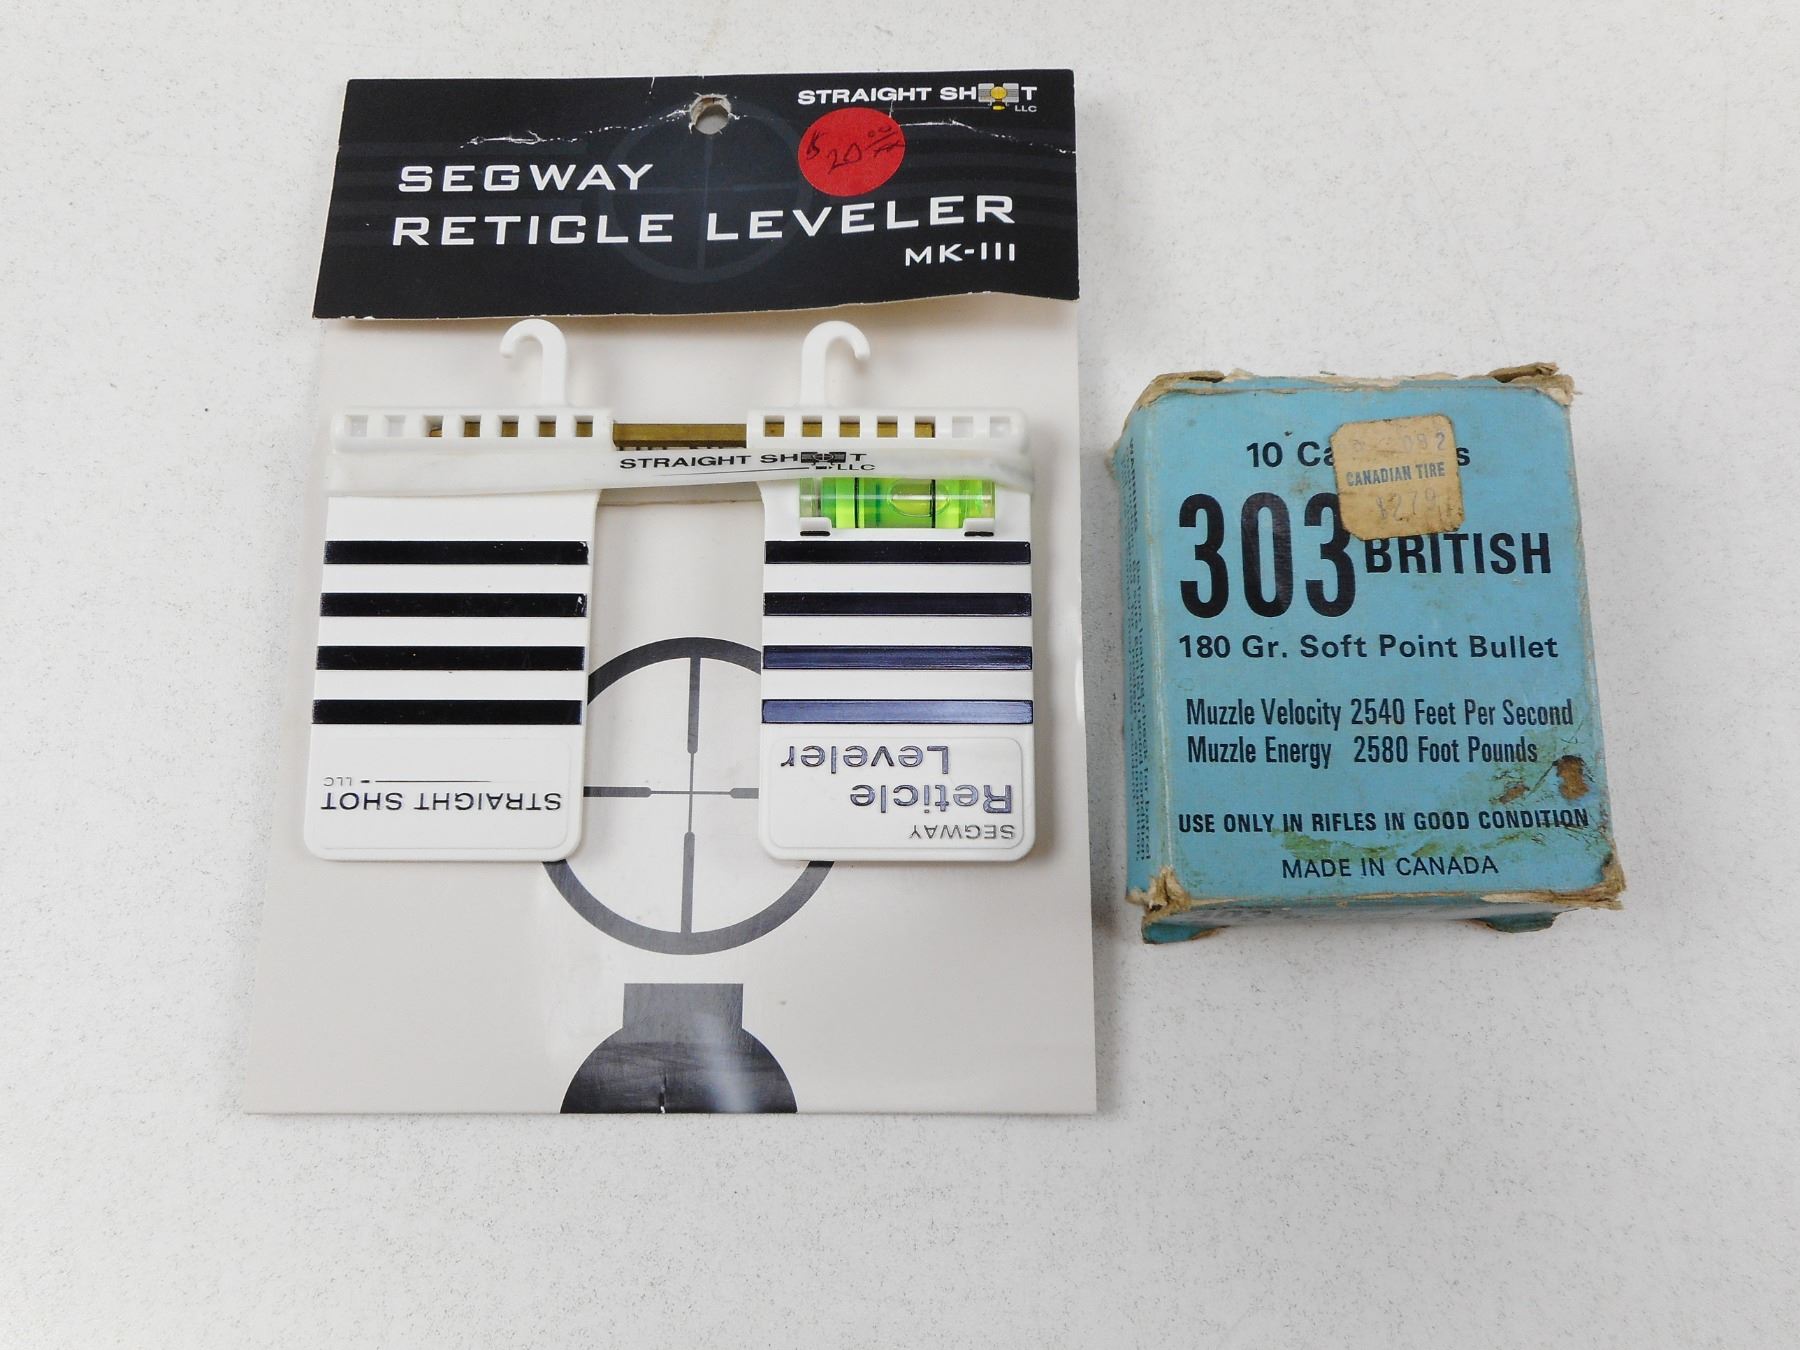 STRAIGHT SHOT
LLC
$20.00
SEGWAY
RETICLE LEVELER
MK-III
STRAIGHT SHOT
LLC
STRAIGHT SHOT
LLC
SEGWAY
Reticle
Leveler
10
CANADIAN TIRE
303 BRITISH
180 Gr. Soft Point Bullet
Muzzle Velocity 2540 Feet Per Second
Muzzle Energy 2580 Foot Pounds
USE ONLY IN RIFLES IN GOOD CONDITION
MADE IN CANADA